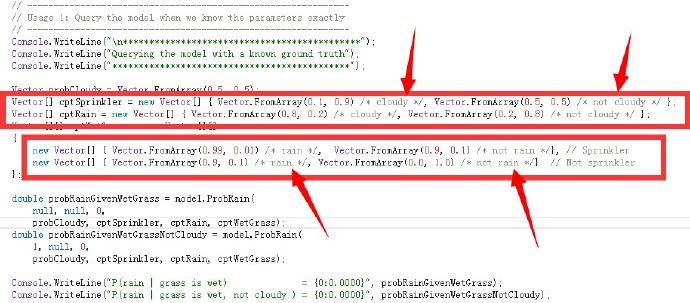 // Usage 1: Query the model when we know the parameters exactly
// ----------------------------------------------------
Console.WriteLine("\n********************************************");
Console.WriteLine("Querying the model with a known ground truth");
Console.WriteLine("********************************************");
Vector probCloudy = Vector.FromArray(0.5, 0.5);
Vector[] cptSprinkler = new Vector[] { Vector.FromArray(0.1, 0.9) /* cloudy */, Vector.FromArray(0.5, 0.5) /* not cloudy */ };
Vector[] cptRain = new Vector[] { Vector.FromArray(0.8, 0.2) /* cloudy */, Vector.FromArray(0.2, 0.8) /* not cloudy */ };
{
new Vector[] { Vector.FromArray(0.99, 0.01) /* rain */, Vector.FromArray(0.9, 0.1) /* not rain */}, // Sprinkler
new Vector[] { Vector.FromArray(0.9, 0.1) /* rain */, Vector.FromArray(0.0, 1.0) /* not rain */} // Not sprinkler
};
double probRainGivenWetGrass = model.ProbRain(
null, null, 0,
probCloudy, cptSprinkler, cptRain, cptWetGrass);
double probRainGivenWetGrassNotCloudy = model.ProbRain(
1, null, 0,
probCloudy, cptSprinkler, cptRain, cptWetGrass);
Console.WriteLine("P(rain | grass is wet) = {0:0.0000}", probRainGivenWetGrass);
Console.WriteLine("P(rain | grass is wet, not cloudy ) = {0:0.0000}", probRainGivenWetGrassNotCloudy);